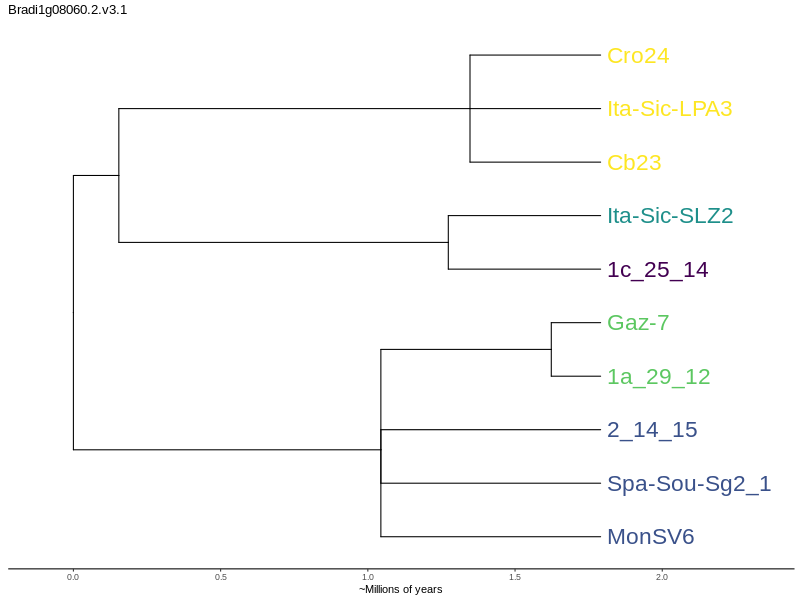 Bradi1g08060.2.v3.1
Cro24
Ita-Sic-LPA3
Cb23
Ita-Sic-SLZ2
1c_25_14
Gaz-7
1a_29_12
2_14_15
Spa-Sou-Sg2_1
MonSV6
0.0 0.5 1.0 1.5 2.0
~Millions of years